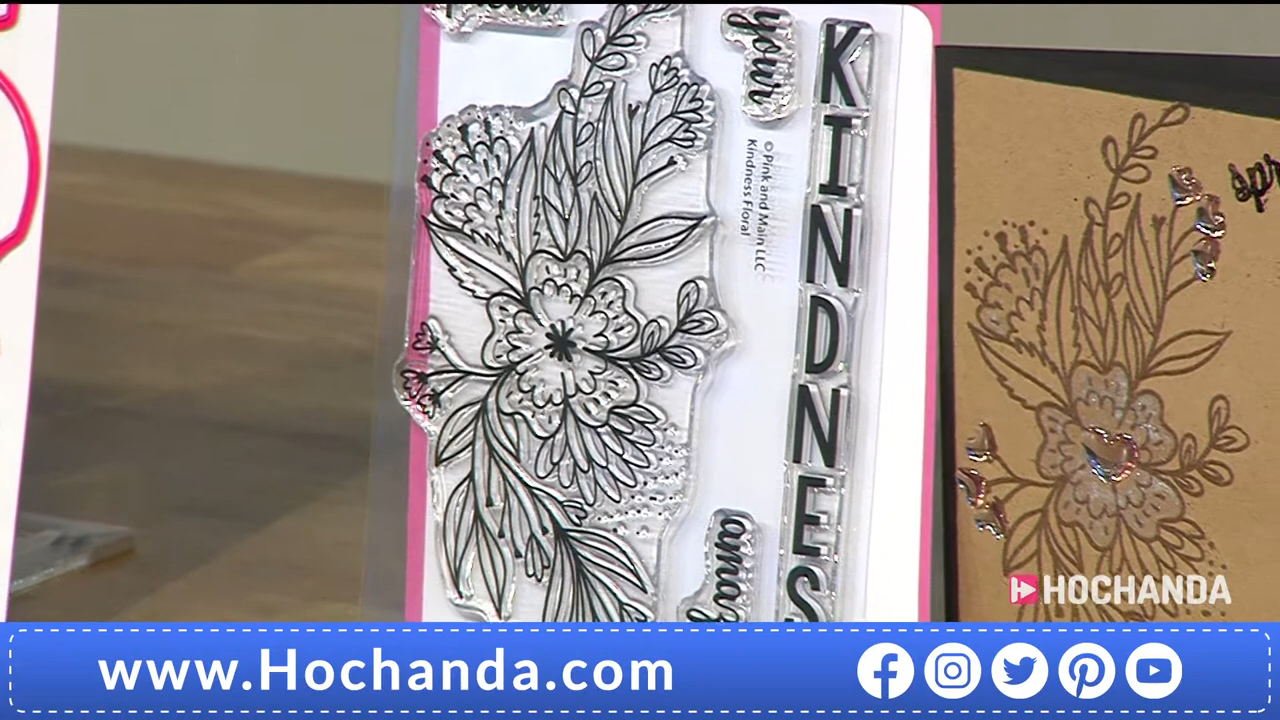 your
KINDNES
©Pink and Main LLC
Kindness Floral
HOCHANDA
www.Hochanda.com